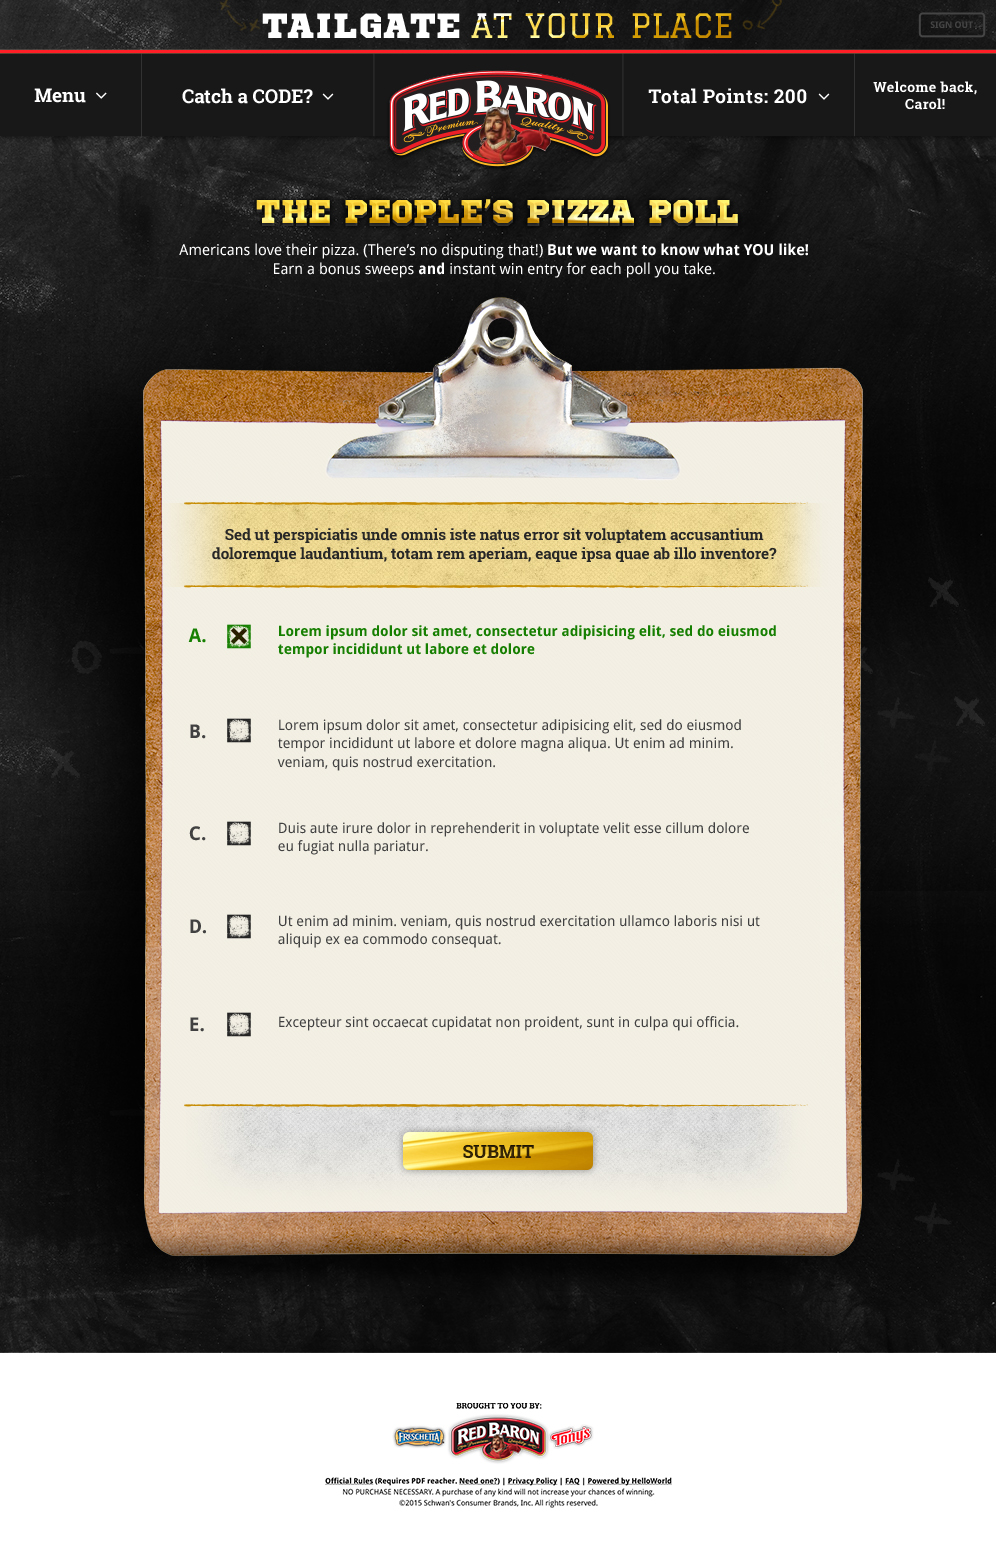 TAILGATE AT YOUR PLACE
SIGN OUT
Menu
Catch a CODE?
RED BARON
Premium Quality
Total Points: 200
Welcome back,
Carol!
THE PEOPLE'S PIZZA POLL
Americans love their pizza. (There's no disputing that!) But we want to know what YOU like!
Earn a bonus sweeps and instant win entry for each poll you take.
Sed ut perspiciatis unde omnis iste natus error sit voluptatem accusantium
doloremque laudantium, totam rem aperiam, eaque ipsa quae ab illo inventore?
A. Lorem ipsum dolor sit amet, consectetur adipisicing elit, sed do eiusmod
tempor incididunt ut labore et dolore
B. Lorem ipsum dolor sit amet, consectetur adipisicing elit, sed do eiusmod
tempor incididunt ut labore et dolore magna aliqua. Ut enim ad minim.
veniam, quis nostrud exercitation.
C. Duis aute irure dolor in reprehenderit in voluptate velit esse cillum dolore
eu fugiat nulla pariatur.
D. Ut enim ad minim. veniam, quis nostrud exercitation ullamco laboris nisi ut
aliquip ex ea commodo consequat.
E. Excepteur sint occaecat cupidatat non proident, sunt in culpa qui officia.
SUBMIT
BROUGHT TO YOU BY:
FRESCHETTA
RED BARON
Premium Quality
Tony's
Official Rules (Requires PDF reacher. Need one?) | Privacy Policy | FAQ | Powered by HelloWorld
NO PURCHASE NECESSARY. A purchase of any kind will not increase your chances of winning.
©2015 Schwan's Consumer Brands, Inc. All rights reserved.